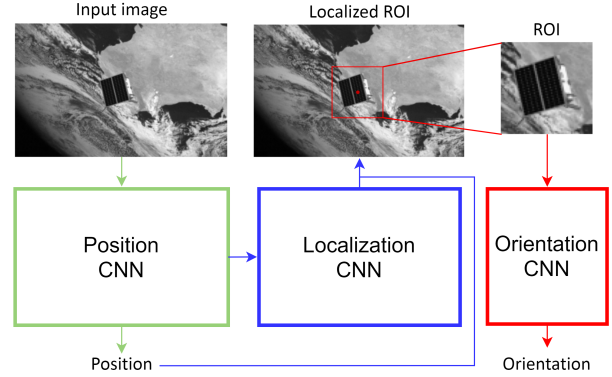 Input image
Localized ROI
ROI
Position
CNN
Localization
CNN
Orientation
CNN
Position
Orientation